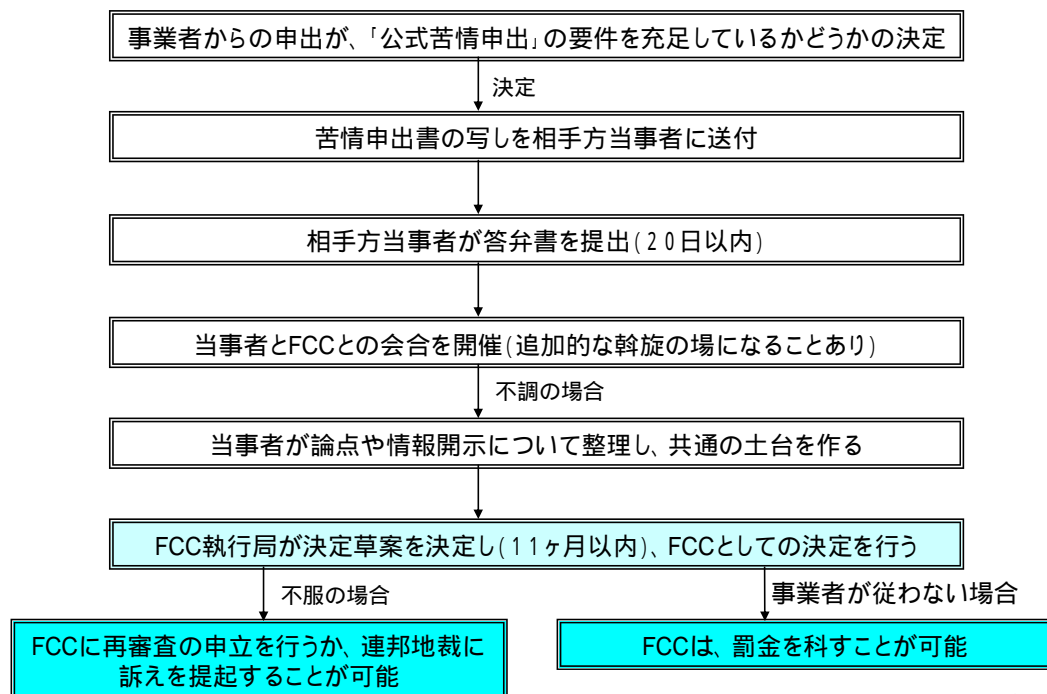 事業者からの申出が、「公式苦情申出」の要件を充足しているかどうかの決定
決定
苦情申出書の写しを相手方当事者に送付
相手方当事者が答弁書を提出(20日以内)
当事者とFCCとの会合を開催(追加的な斡旋の場になることあり)
不調の場合
当事者が論点や情報開示について整理し、共通の土台を作る
FCC執行局が決定草案を決定し(11ヶ月以内)、FCCとしての決定を行う
不服の場合
事業者が従わない場合
FCCに再審査の申立を行うか、連邦地裁に
訴えを提起することが可能
FCCは、罰金を科すことが可能